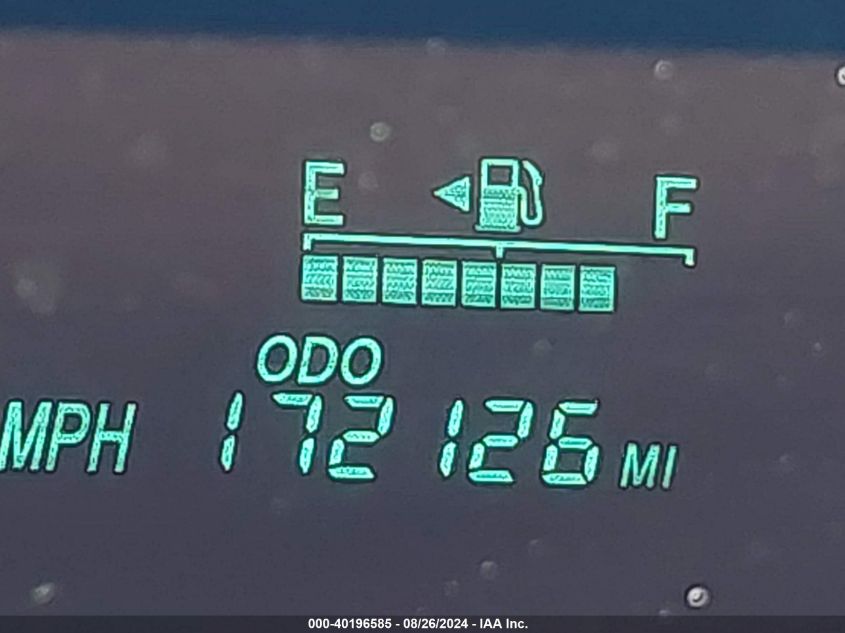 E F
ODO
MPH 172126 MI
000-40196585 - 08/26/2024 - IAA Inc.